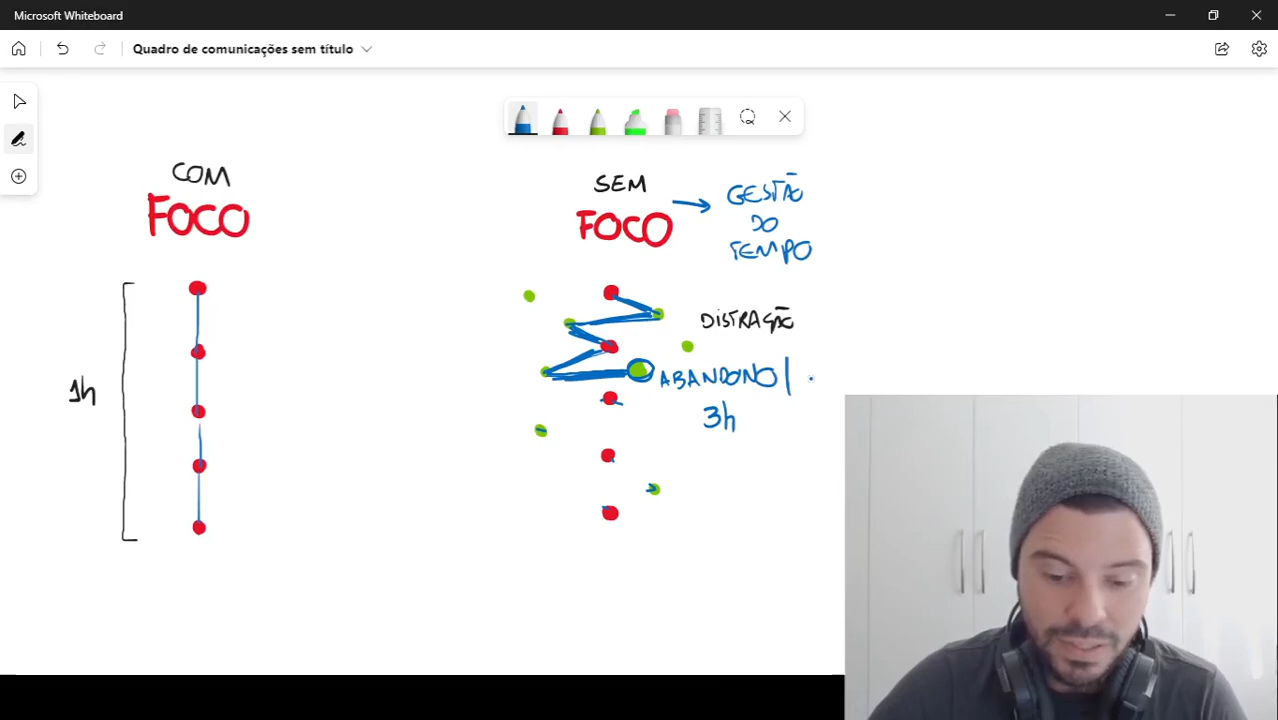 Microsoft Whiteboard
Quadro de comunicações sem título
COM
FOCO
1h
SEM
FOCO
GESTÃO
DO
TEMPO
DISTRAÇÃO
ABANDONO |
3h